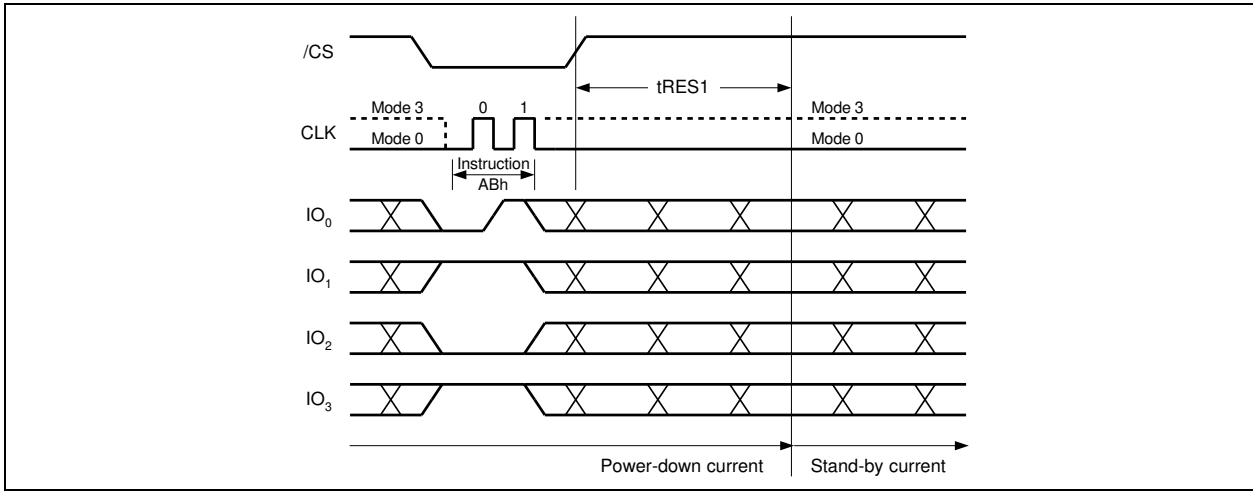 /CS
tRES1
Mode 3 0 1 Mode 3
CLK
Mode 0 Mode 0
Instruction
ABh
IO0
IO1
IO2
IO3
Power-down current Stand-by current